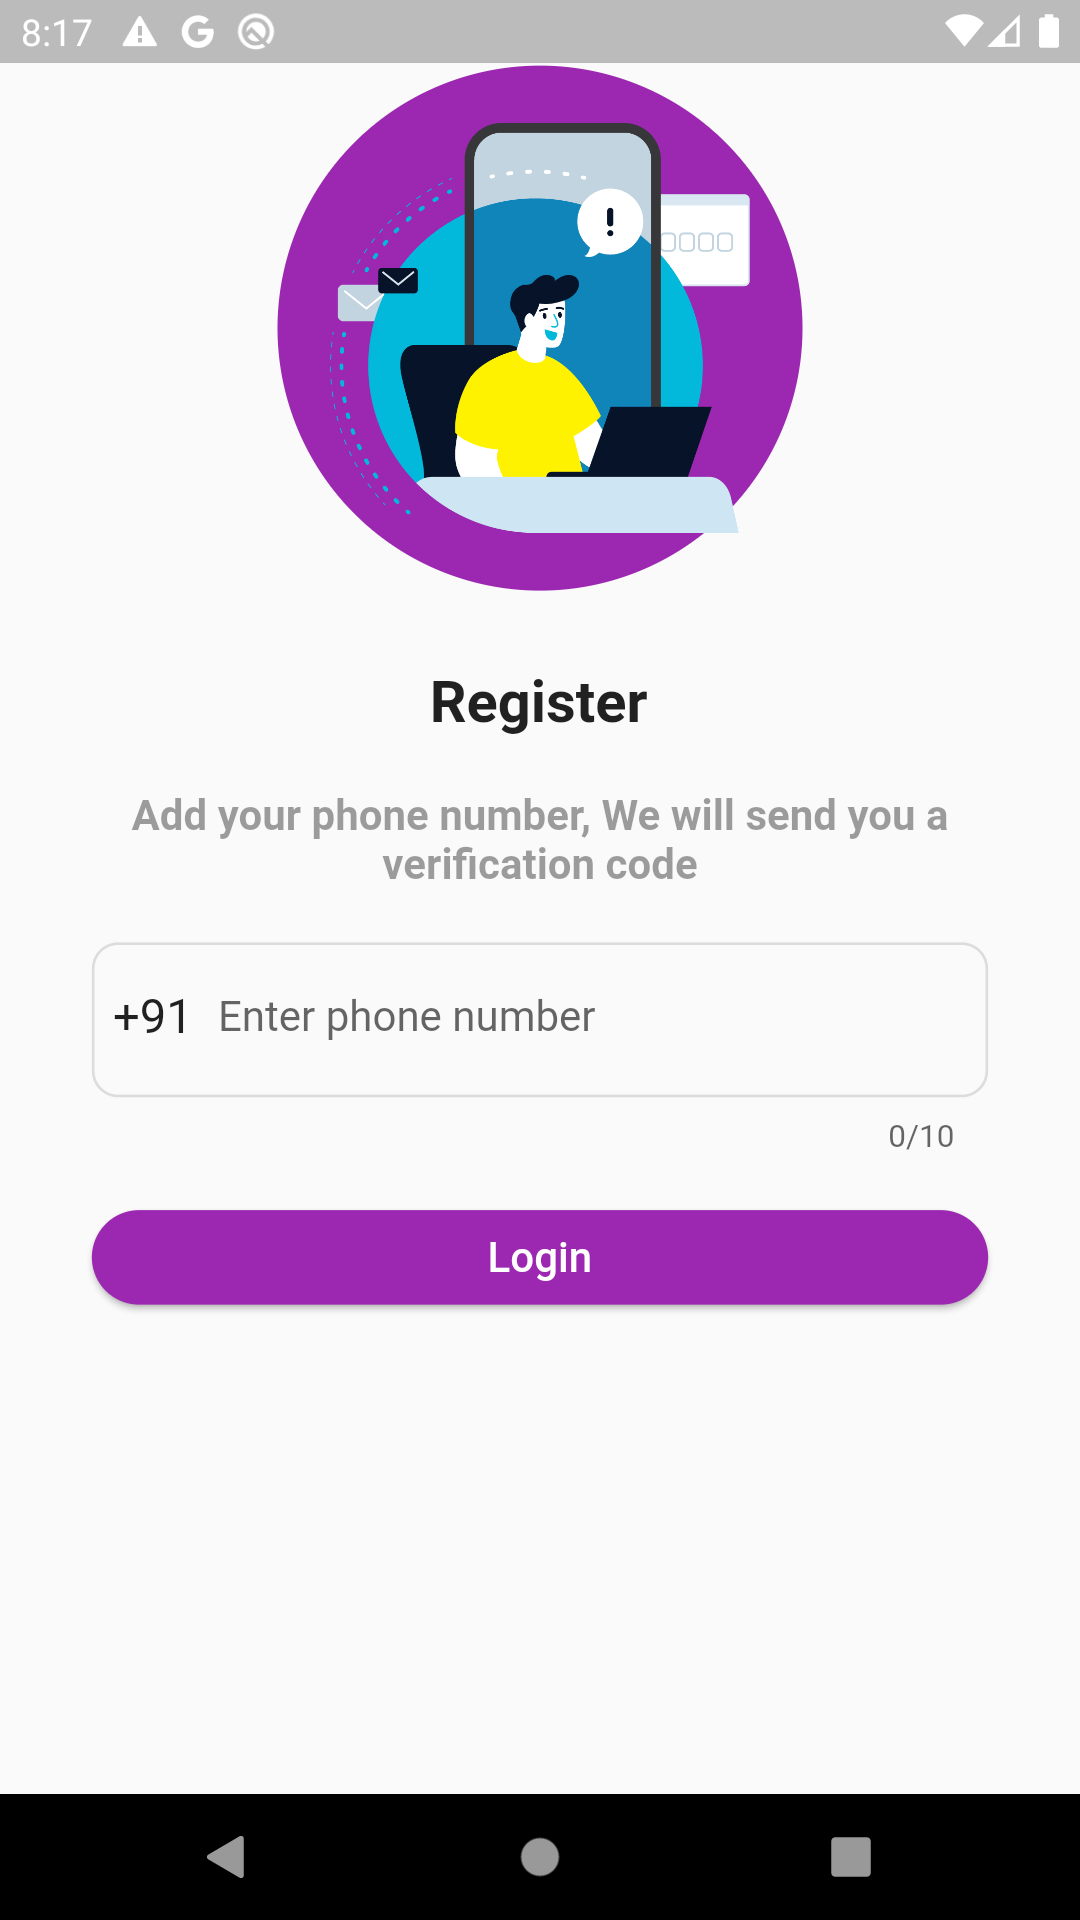 8:17
Register
Add your phone number, We will send you a
verification code
+91 Enter phone number
0/10
Login